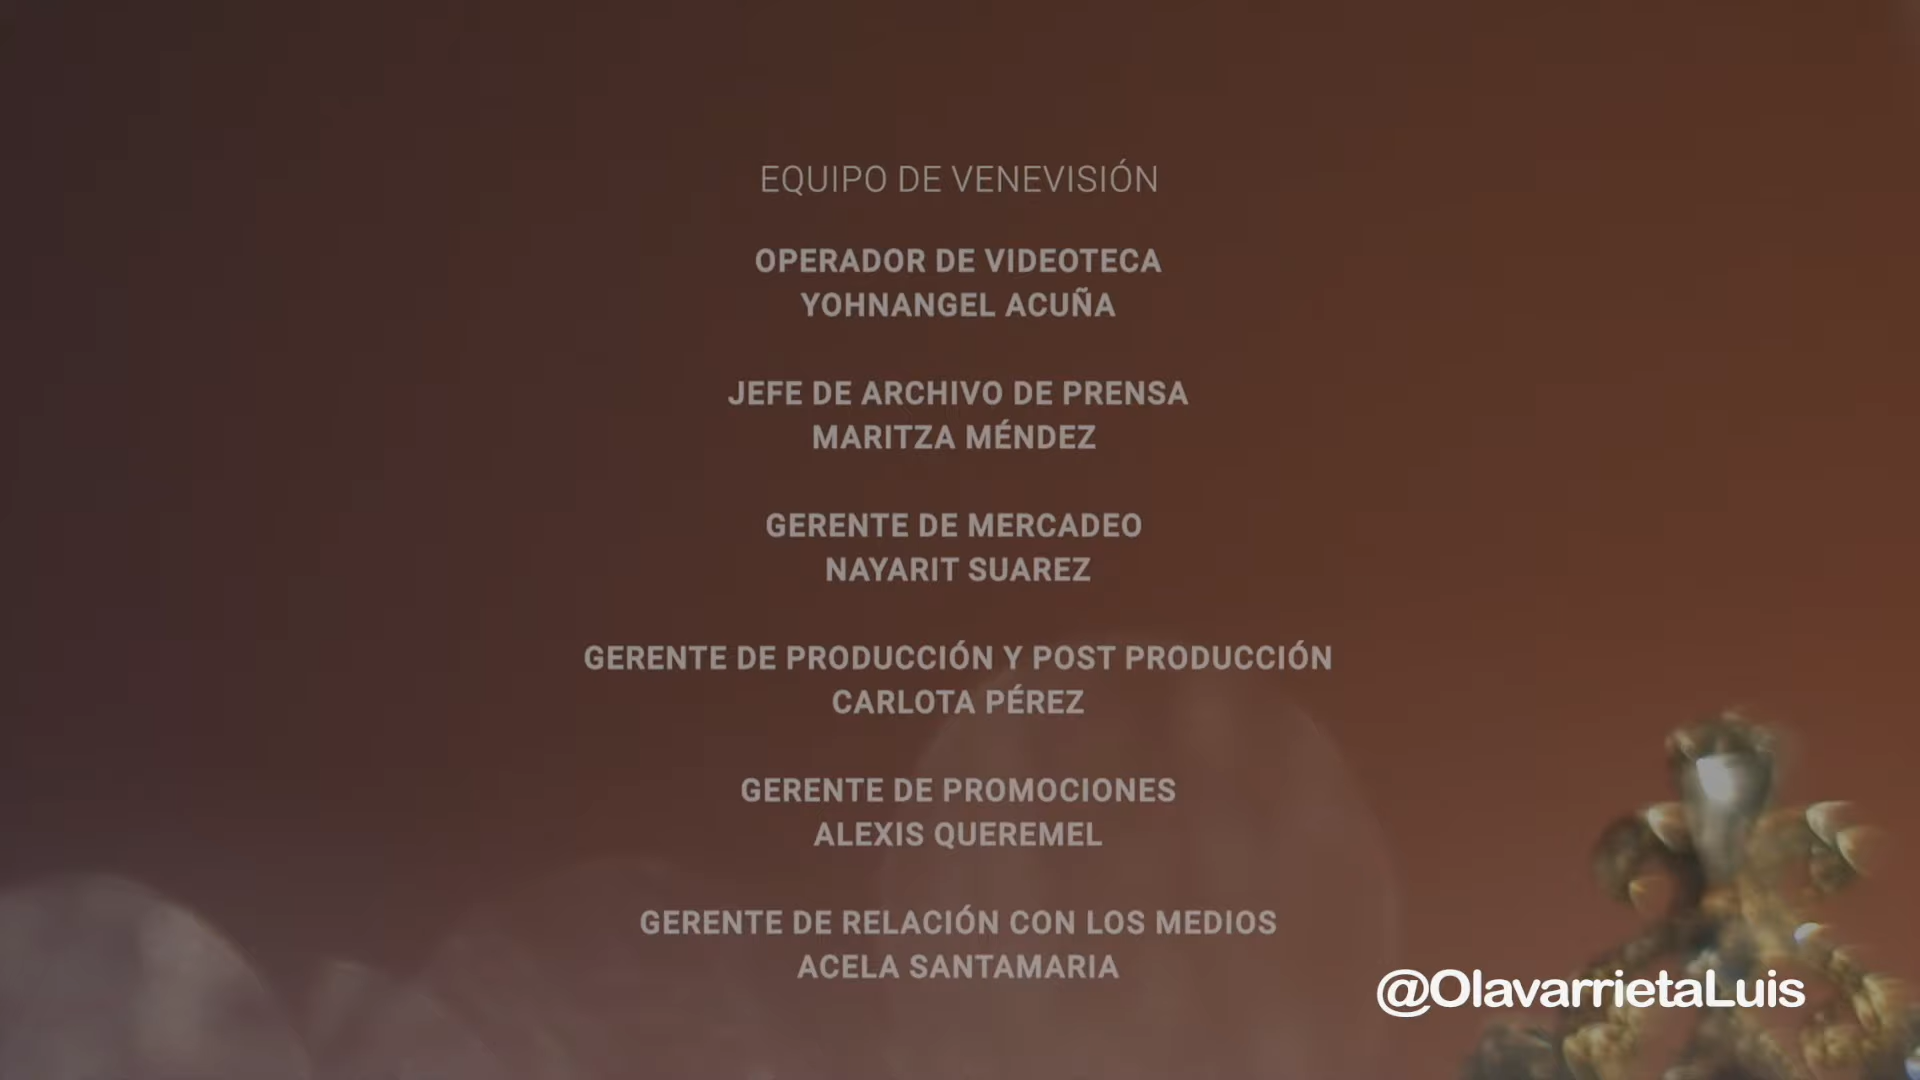 EQUIPO DE VENEVISIÓN
OPERADOR DE VIDEOTECA
YOHNANGEL ACUÑA
JEFE DE ARCHIVO DE PRENSA
MARITZA MÉNDEZ
GERENTE DE MERCADEO
NAYARIT SUAREZ
GERENTE DE PRODUCCIÓN Y POST PRODUCCIÓN
CARLOTA PÉREZ
GERENTE DE PROMOCIONES
ALEXIS QUEREMEL
GERENTE DE RELACIÓN CON LOS MEDIOS
ACELA SANTAMARIA
@OlavarrietaLuis